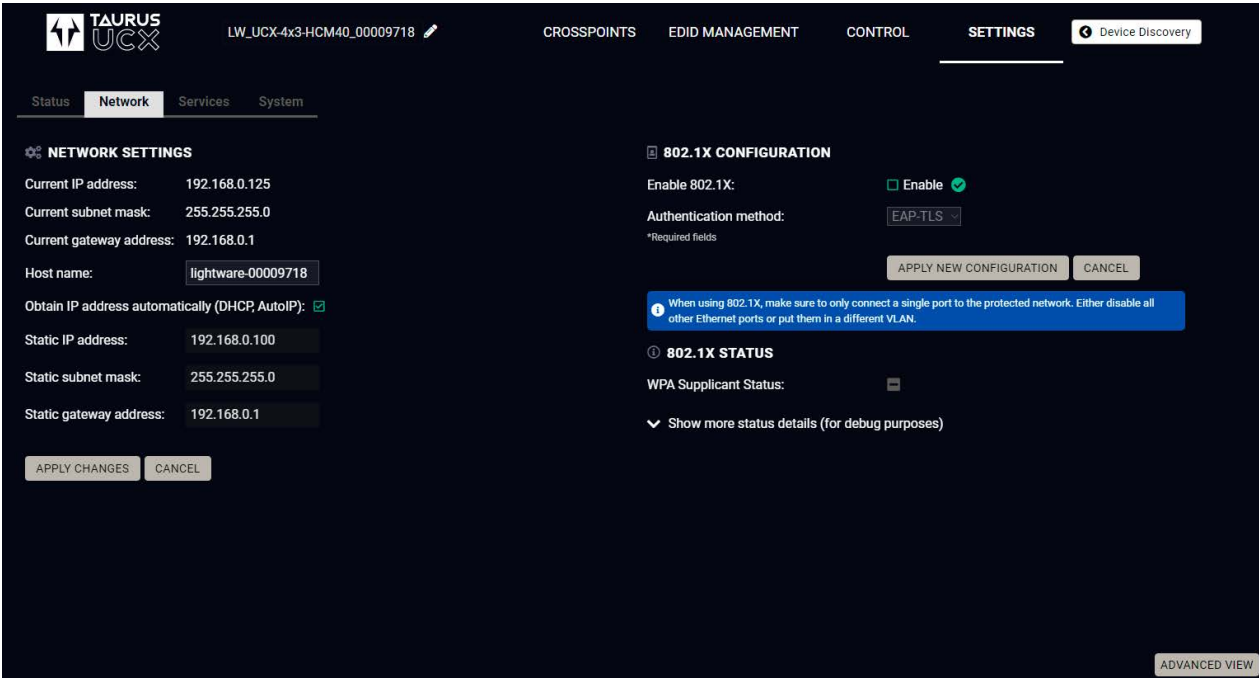 TAURUS
UCX
LW_UCX-4x3-HCM40_00009718
CROSSPOINTS
EDID MANAGEMENT
CONTROL
SETTINGS
Device Discovery
Status
Network
Services
System
NETWORK SETTINGS
Current IP address: 192.168.0.125
Current subnet mask: 255.255.255.0
Current gateway address: 192.168.0.1
Host name: lightware-00009718
Obtain IP address automatically (DHCP, AutoIP):
Static IP address: 192.168.0.100
Static subnet mask: 255.255.255.0
Static gateway address: 192.168.0.1
APPLY CHANGES
CANCEL
802.1X CONFIGURATION
Enable 802.1X: Enable
Authentication method: EAP-TLS
*Required fields
APPLY NEW CONFIGURATION
CANCEL
When using 802.1X, make sure to only connect a single port to the protected network. Either disable all
other Ethernet ports or put them in a different VLAN.
802.1X STATUS
WPA Supplicant Status:
Show more status details (for debug purposes)
ADVANCED VIEW